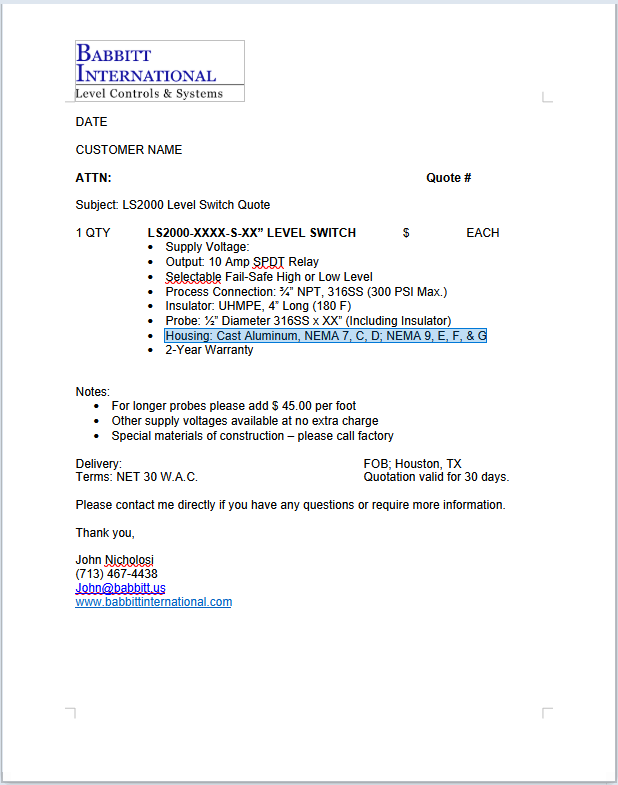 BABBITT
INTERNATIONAL
Level Controls & Systems
DATE
CUSTOMER NAME
ATTN: Quote #
Subject: LS2000 Level Switch Quote
1 QTY LS2000-XXXX-S-XX” LEVEL SWITCH $ EACH
• Supply Voltage:
• Output: 10 Amp SPDT Relay
• Selectable Fail-Safe High or Low Level
• Process Connection: ¾” NPT, 316SS (300 PSI Max.)
• Insulator: UHMPE, 4” Long (180 F)
• Probe: ½” Diameter 316SS x XX” (Including Insulator)
• Housing: Cast Aluminum, NEMA 7, C, D; NEMA 9, E, F, & G
• 2-Year Warranty
Notes:
• For longer probes please add $ 45.00 per foot
• Other supply voltages available at no extra charge
• Special materials of construction – please call factory
Delivery: FOB; Houston, TX
Terms: NET 30 W.A.C. Quotation valid for 30 days.
Please contact me directly if you have any questions or require more information.
Thank you,
John Nicholosi
(713) 467-4438
John@babbitt.us
www.babbittinternational.com